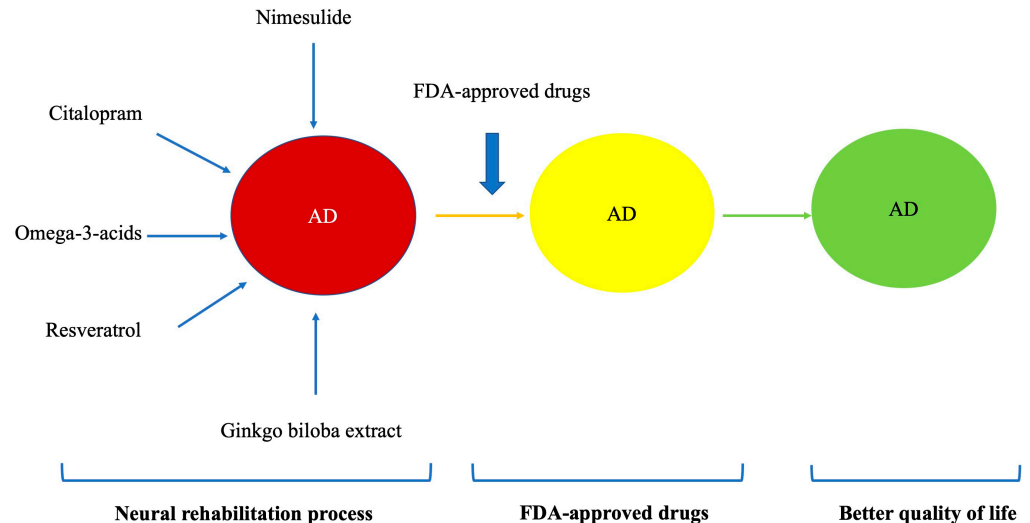 Nimesulide
FDA-approved drugs
Citalopram
AD
AD
AD
Omega-3-acids
Resveratrol
Ginkgo biloba extract
Neural rehabilitation process
FDA-approved drugs
Better quality of life